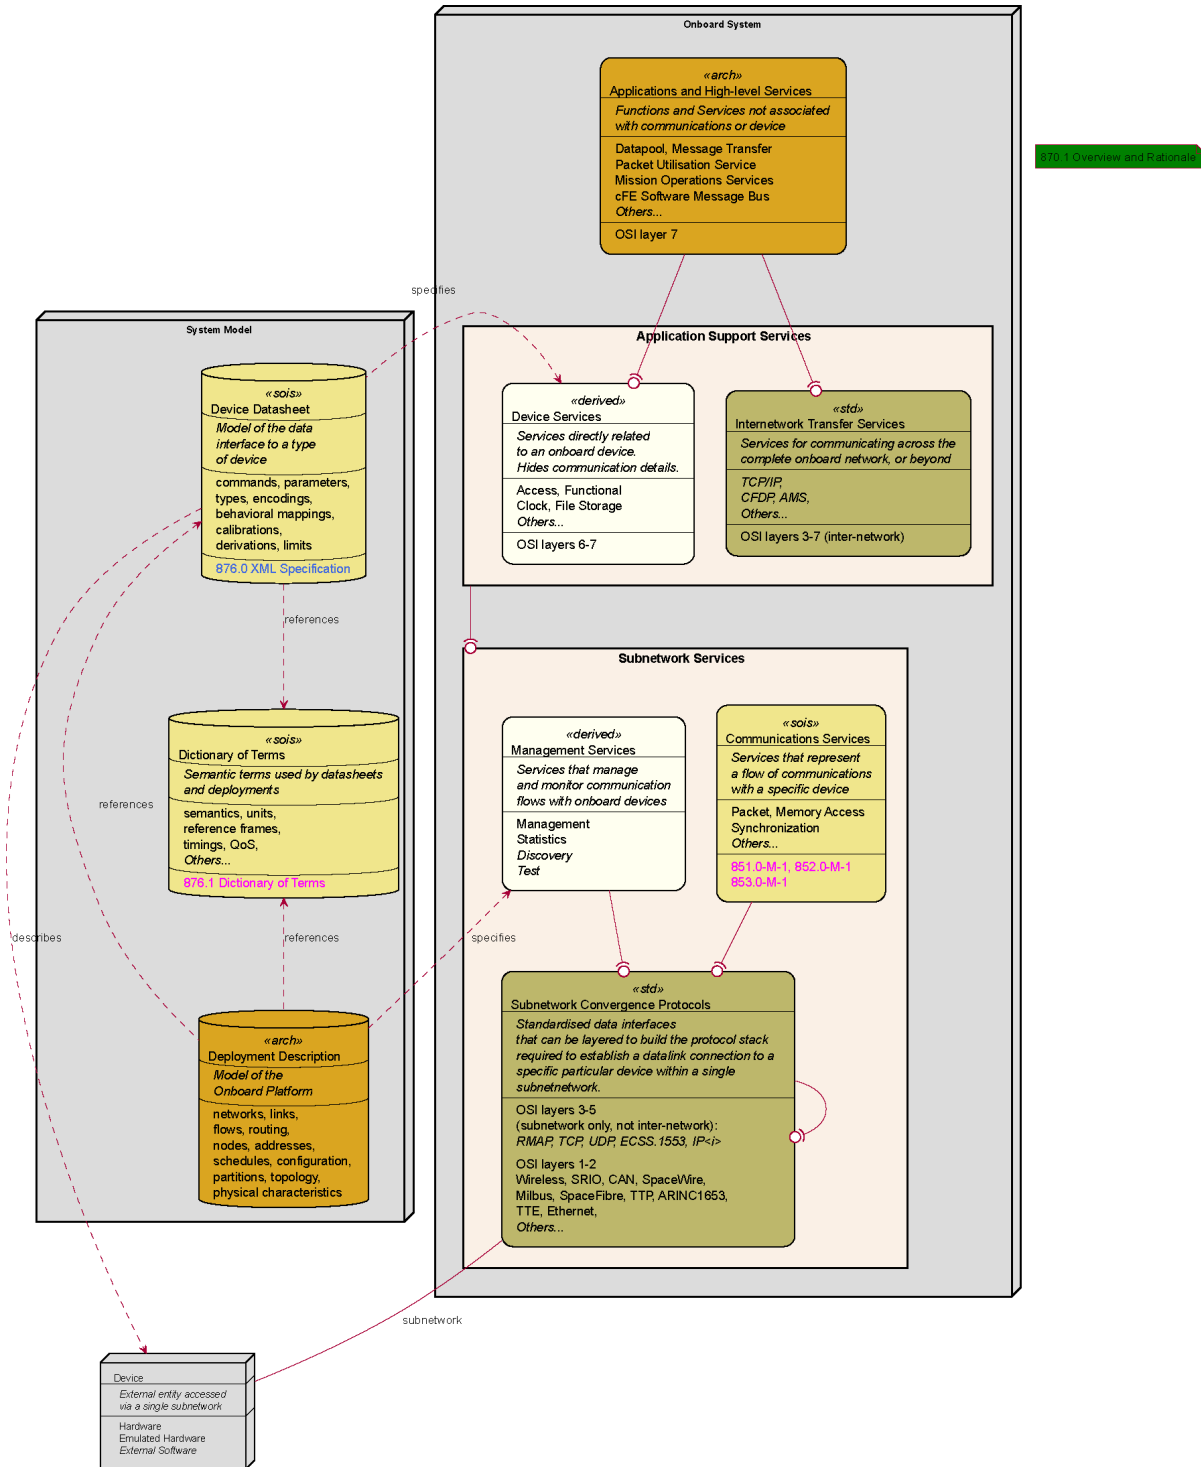 Onboard System
«arch»
Applications and High-level Services
Functions and Services not associated
with communications or device
Datapool, Message Transfer
Packet Utilisation Service
Mission Operations Services
cFE Software Message Bus
Others...
OSI layer 7
870.1 Overview and Rationale
specifies
System Model
«sois»
Device Datasheet
Model of the data
interface to a type
of device
commands, parameters,
types, encodings,
behavioral mappings,
calibrations,
derivations, limits
876.0 XML Specification
Application Support Services
«derived»
Device Services
Services directly related
to an onboard device.
Hides communication details.
Access, Functional
Clock, File Storage
Others...
OSI layers 6-7
«std»
Internetwork Transfer Services
Services for communicating across the
complete onboard network, or beyond
TCP/IP,
CFDP, AMS,
Others...
OSI layers 3-7 (inter-network)
references
«sois»
Dictionary of Terms
Semantic terms used by datasheets
and deployments
semantics, units,
reference frames,
timings, QoS,
Others...
876.1 Dictionary of Terms
references
Subnetwork Services
«derived»
Management Services
Services that manage
and monitor communication
flows with onboard devices
Management
Statistics
Discovery
Test
«sois»
Communications Services
Services that represent
a flow of communications
with a specific device
Packet, Memory Access
Synchronization
Others...
851.0-M-1, 852.0-M-1
853.0-M-1
describes
references
specifies
«arch»
Deployment Description
Model of the
Onboard Platform
networks, links,
flows, routing,
nodes, addresses,
schedules, configuration,
partitions, topology,
physical characteristics
«std»
Subnetwork Convergence Protocols
Standardised data interfaces
that can be layered to build the protocol stack
required to establish a datalink connection to a
specific particular device within a single
subnetnetwork.
OSI layers 3-5
(subnetwork only, not inter-network):
RMAP, TCP, UDP, ECSS.1553, IP<i>
OSI layers 1-2
Wireless, SRIO, CAN, SpaceWire,
Milbus, SpaceFibre, TTP, ARINC1653,
TTE, Ethernet,
Others...
subnetwork
Device
External entity accessed
via a single subnetwork
Hardware
Emulated Hardware
External Software